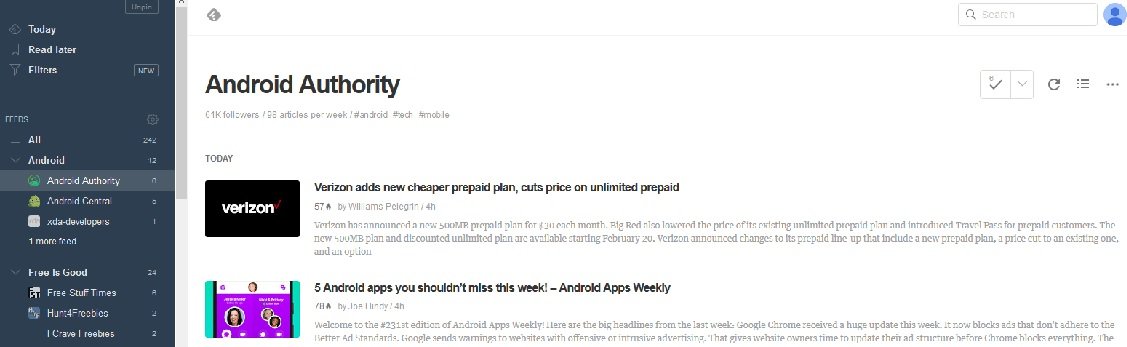 Unpin
Today
Read later
Filters NEW
FEEDS
All 242
Android 12
Android Authority 6
Android Central 5
xda-developers 1
1 more feed
Free Is Good 24
Free Stuff Times 6
Hunt4Freebies 2
I Crave Freebies 2
Search
Android Authority
61K followers / 98 articles per week / #android #tech #mobile
TODAY
verizon✓
Verizon adds new cheaper prepaid plan, cuts price on unlimited prepaid
57 by Williams Pelegrin / 4h
Verizon has announced a new 500MB prepaid plan for $30 each month. Big Red also lowered the price of its existing unlimited prepaid plan and introduced Travel Pass for prepaid customers. The
new 500MB plan and discounted unlimited plan are available starting February 20. Verizon announced changes to its prepaid line-up that include a new prepaid plan, a price cut to an existing one,
and an option
5 Android apps you shouldn't miss this week! – Android Apps Weekly
78 by Joe Hindy / 4h
Welcome to the #231st edition of Android Apps Weekly! Here are the big headlines from the last week: Google Chrome received a huge update this week. It now blocks ads that don't adhere to the
Better Ad Standards. Google sends warnings to websites with offensive or intrusive advertising. That gives website owners time to update their ad structure before Chrome blocks everything. The